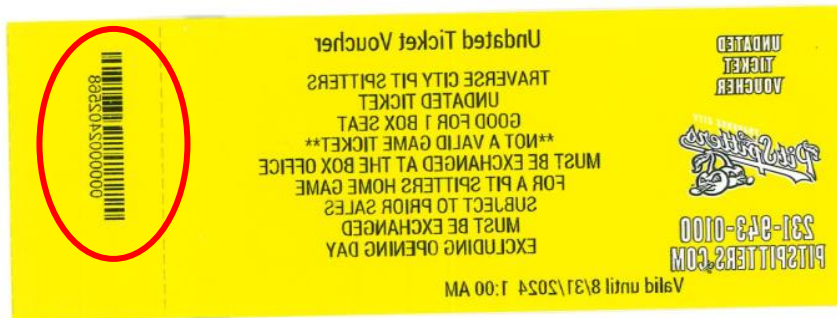 UNDATED
TICKET
VOUCHER
TRAVERSE CITY
PitSpitters
231-943-0100
PITSPITTERS.COM
Undated Ticket Voucher
TRAVERSE CITY PIT SPITTERS
UNDATED TICKET
GOOD FOR 1 BOX SEAT
**NOT A VALID GAME TICKET**
MUST BE EXCHANGED AT THE BOX OFFICE
FOR A PIT SPITTERS HOME GAME
SUBJECT TO PRIOR SALES
MUST BE EXCHANGED
EXCLUDING OPENING DAY
Valid until 8/31/2024 1:00 AM
0000002402568